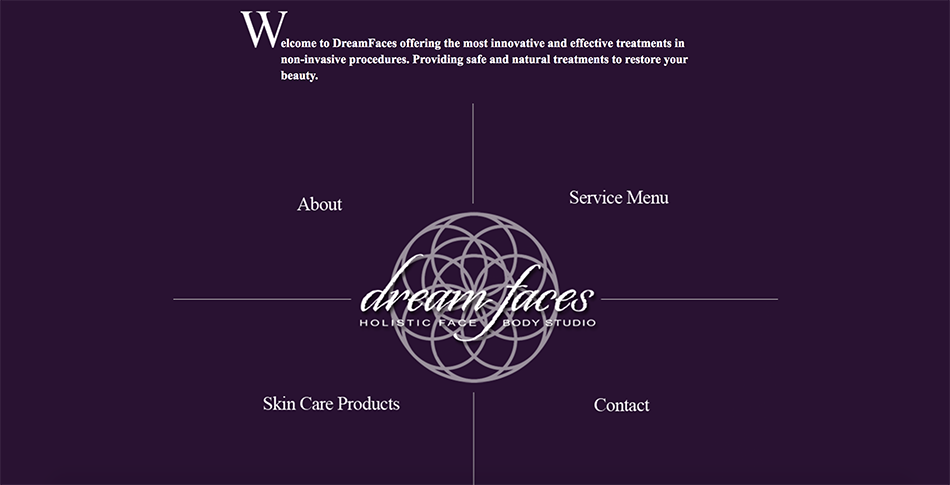 Welcome to DreamFaces offering the most innovative and effective treatments in
non-invasive procedures. Providing safe and natural treatments to restore your
beauty.
About
Service Menu
dream faces
HOLISTIC FACE BODY STUDIO
Skin Care Products
Contact